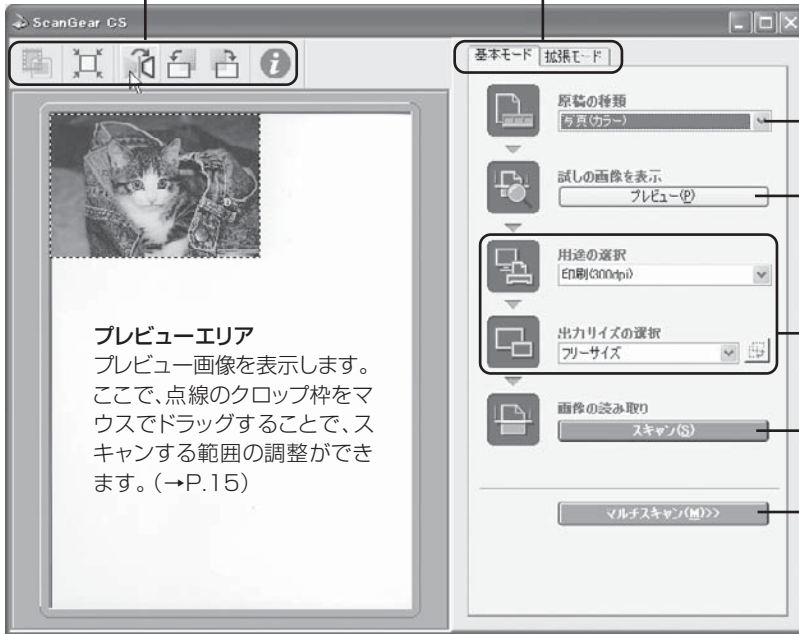 ScanGear CS
基本モード
拡張モード
原稿の種類
写真(カラー)
試しの画像を表示
プレビュー(P)
用途の選択
印刷(300dpi)
出力サイズの選択
フリーサイズ
画像の読み取り
スキャン(S)
マルチスキャン(M)>>
プレビューエリア
プレビュー画像を表示します。
ここで、点線のクロップ枠をマ
ウスでドラッグすることで、ス
キャンする範囲の調整ができ
ます。(→P.15)